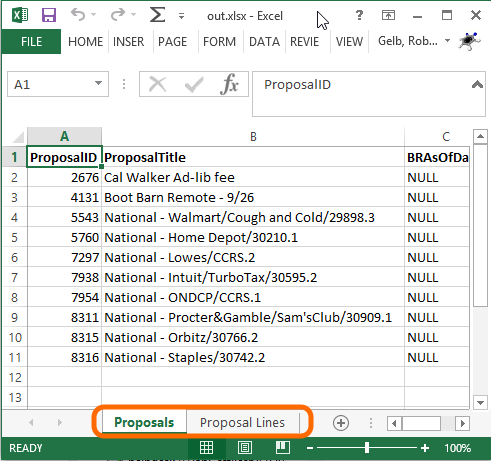 out.xlsx - Excel
?
FILE HOME INSER PAGE FORM DATA REVIE VIEW Gelb, Rob...
A1 fx ProposalID
A B C
1 ProposalID ProposalTitle BRAsOfDa
2 2676 Cal Walker Ad-lib fee NULL
3 4131 Boot Barn Remote - 9/26 NULL
4 5543 National - Walmart/Cough and Cold/29898.3 NULL
5 5760 National - Home Depot/30210.1 NULL
6 7297 National - Lowes/CCRS.2 NULL
7 7938 National - Intuit/TurboTax/30595.2 NULL
8 7954 National - ONDCP/CCRS.1 NULL
9 8311 National - Procter&Gamble/Sam'sClub/30909.1 NULL
10 8315 National - Orbitz/30766.2 NULL
11 8316 National - Staples/30742.2 NULL
12
13
Proposals Proposal Lines
READY 100%